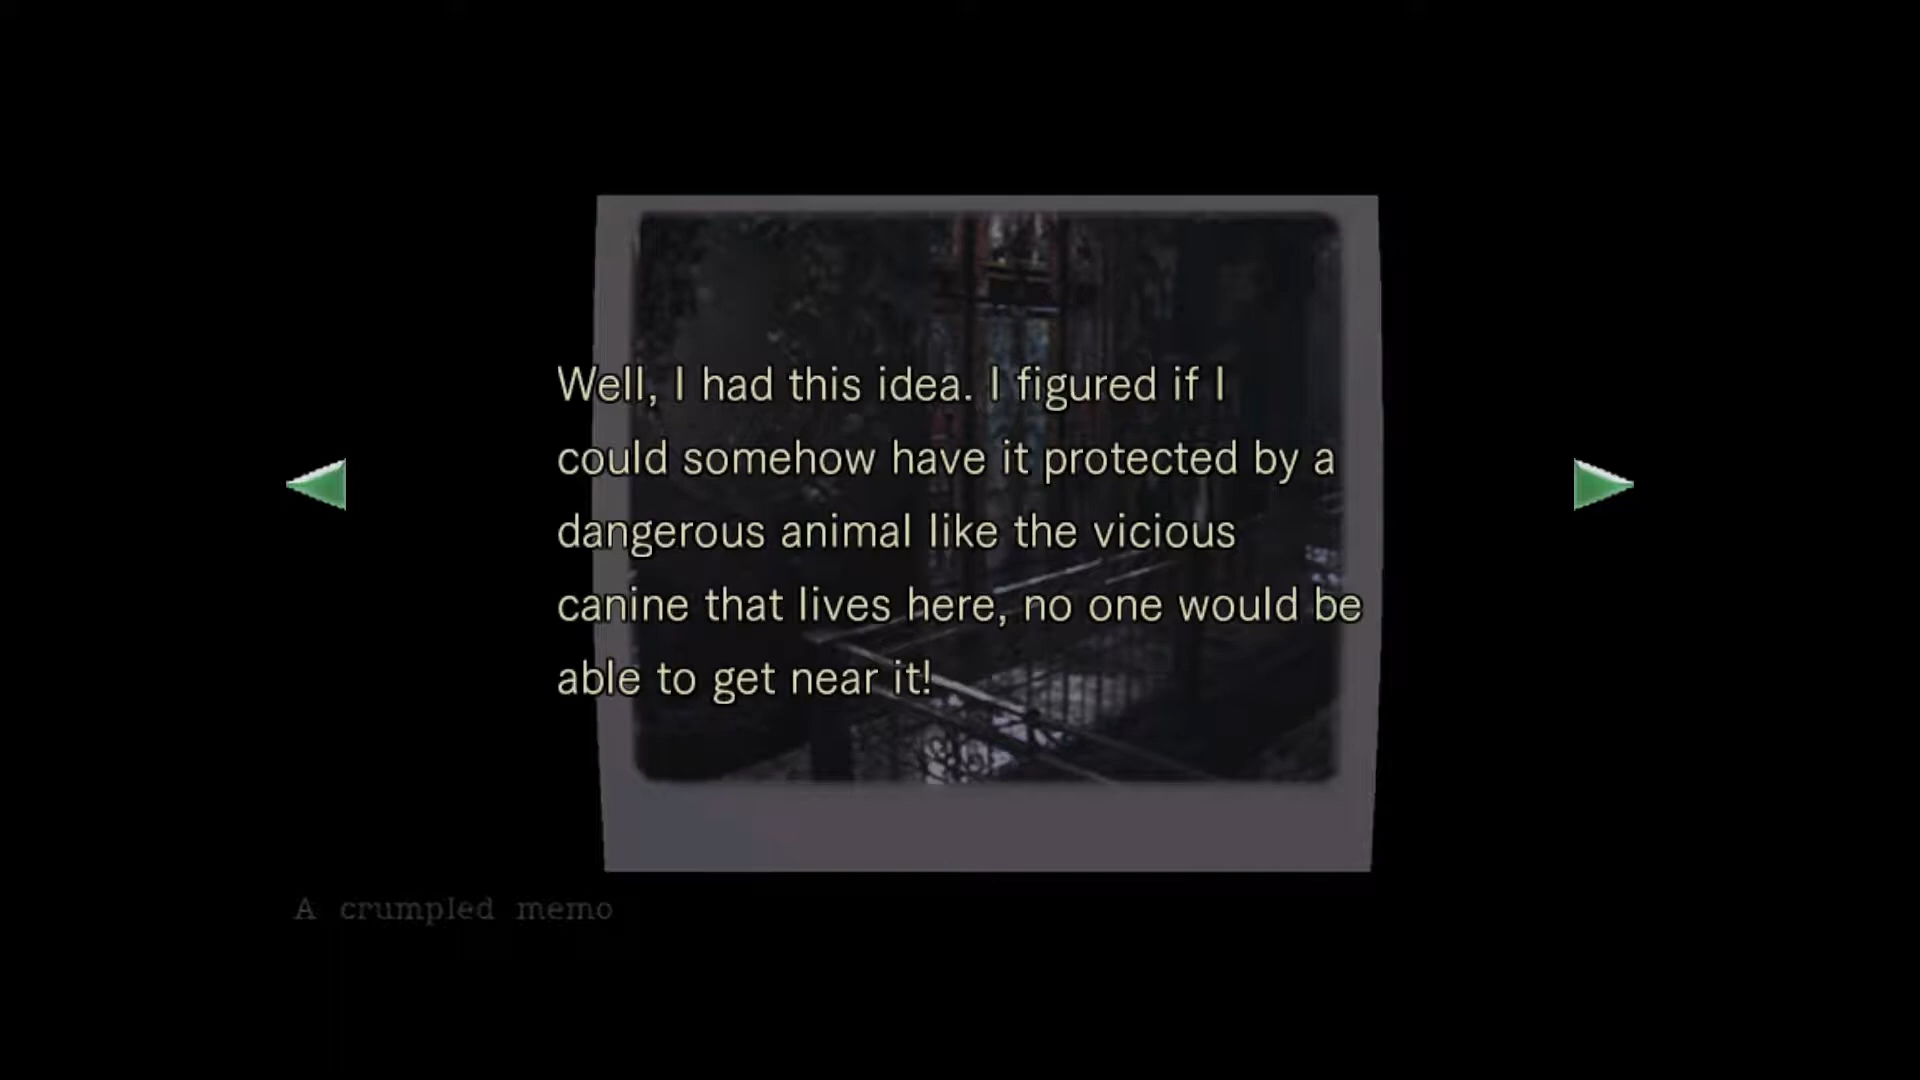 Well, I had this idea. I figured if I
could somehow have it protected by a
dangerous animal like the vicious
canine that lives here, no one would be
able to get near it!
A crumpled memo